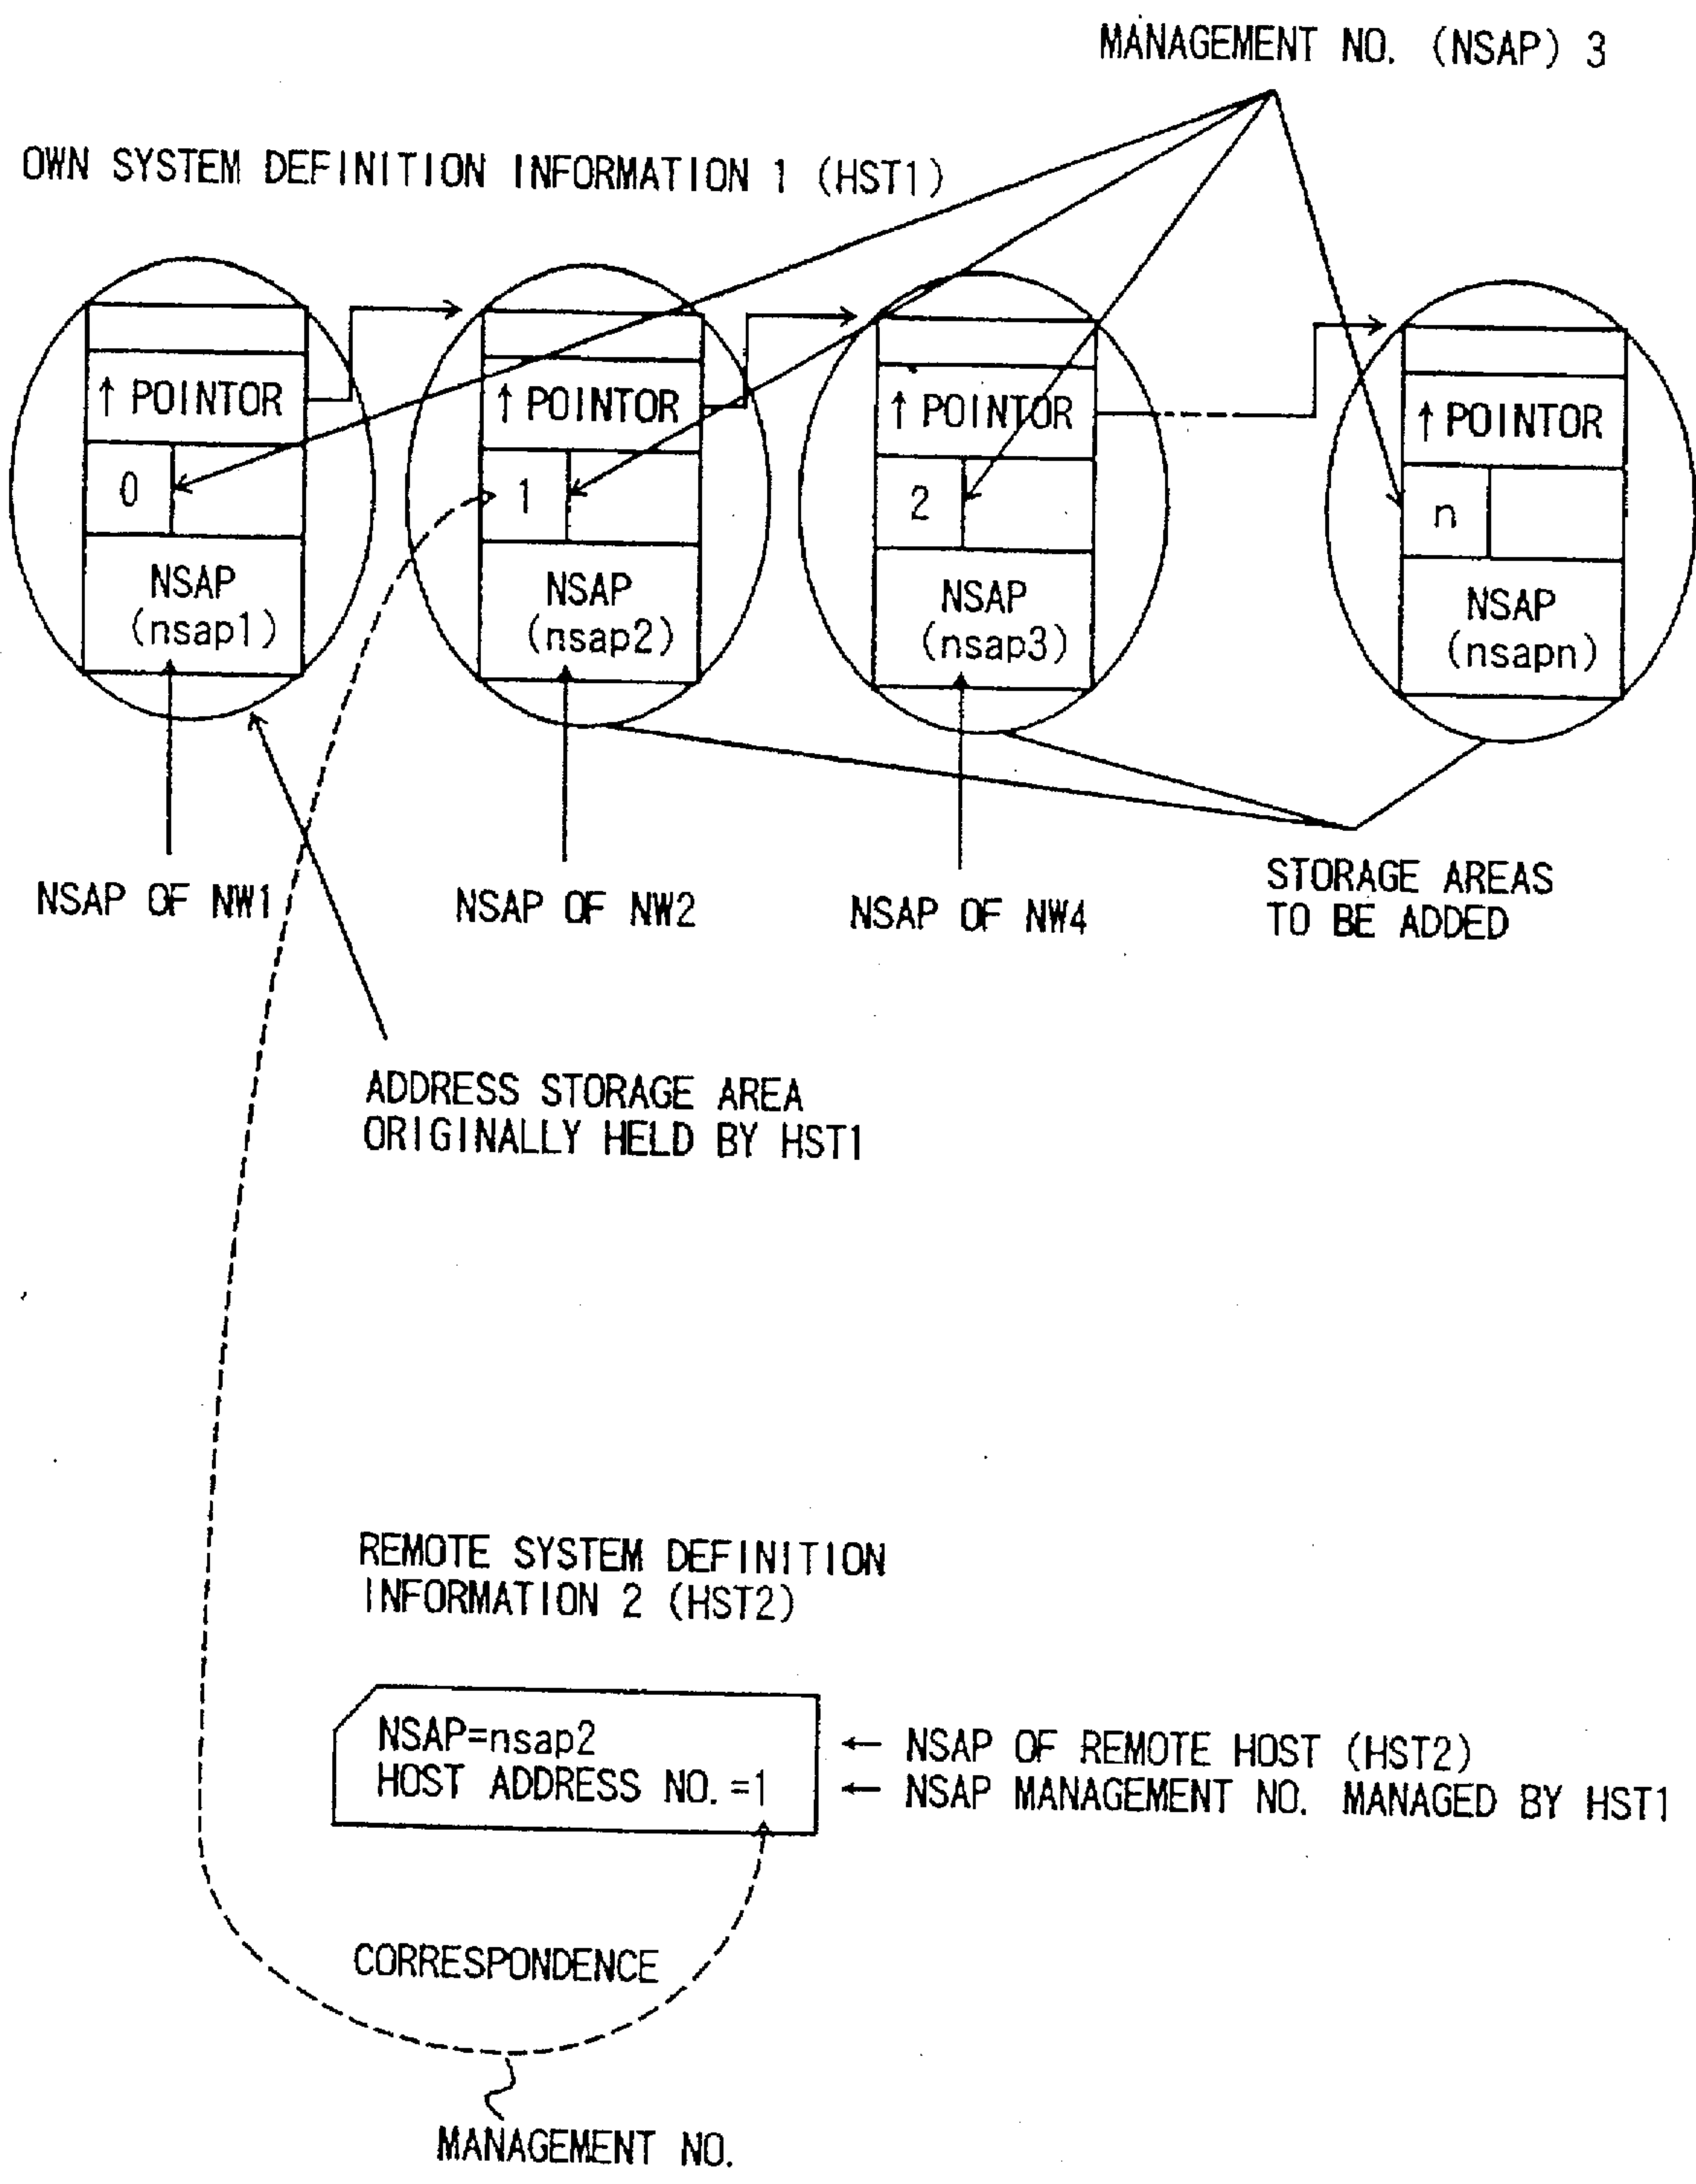 MANAGEMENT NO. (NSAP) 3
OWN SYSTEM DEFINITION INFORMATION 1 (HST1)
↑ POINTOR
↑ POINTOR
↑ POINTOR
↑ POINTOR
0
1
2
n
NSAP
(nsap1)
NSAP
(nsap2)
NSAP
(nsap3)
NSAP
(nsapn)
NSAP OF NW1
NSAP OF NW2
NSAP OF NW4
STORAGE AREAS
TO BE ADDED
ADDRESS STORAGE AREA
ORIGINALLY HELD BY HST1
REMOTE SYSTEM DEFINITION
INFORMATION 2 (HST2)
NSAP=nsap2
HOST ADDRESS NO.=1
← NSAP OF REMOTE HOST (HST2)
← NSAP MANAGEMENT NO. MANAGED BY HST1
CORRESPONDENCE
MANAGEMENT NO.